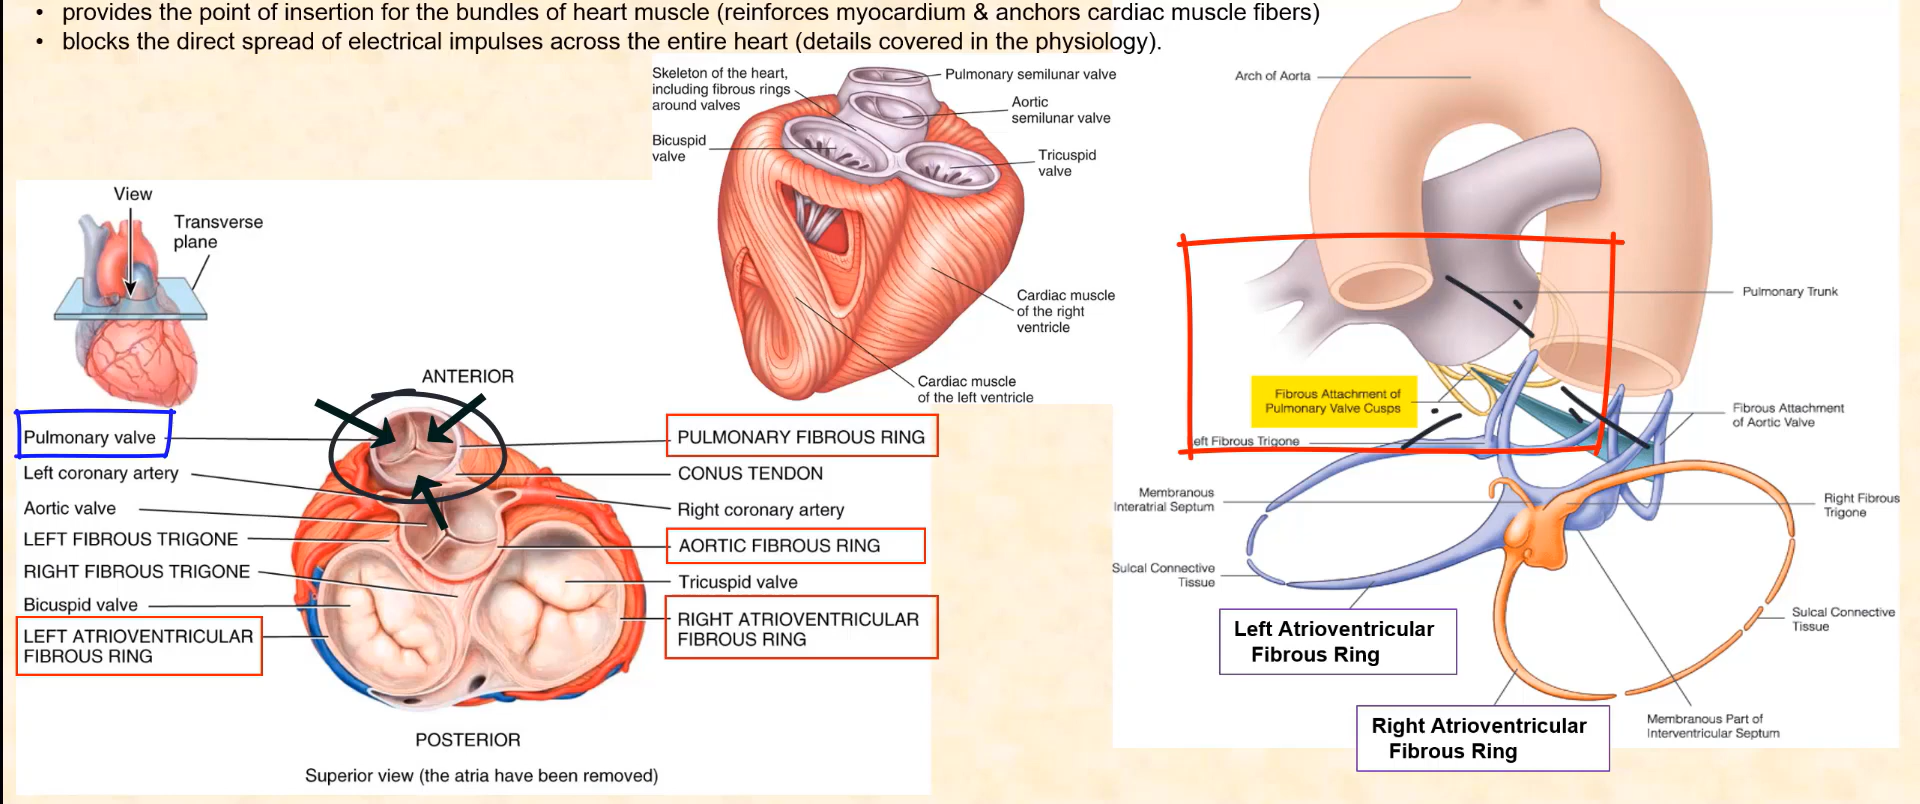 • provides the point of insertion for the bundles of heart muscle (reinforces myocardium & anchors cardiac muscle fibers)
• blocks the direct spread of electrical impulses across the entire heart (details covered in the physiology).
View
Transverse
plane
ANTERIOR
Pulmonary valve
Left coronary artery
Aortic valve
LEFT FIBROUS TRIGONE
RIGHT FIBROUS TRIGONE
Bicuspid valve
LEFT ATRIOVENTRICULAR
FIBROUS RING
PULMONARY FIBROUS RING
CONUS TENDON
Right coronary artery
AORTIC FIBROUS RING
Tricuspid valve
RIGHT ATRIOVENTRICULAR
FIBROUS RING
POSTERIOR
Superior view (the atria have been removed)
Skeleton of the heart,
including fibrous rings
around valves
Bicuspid
valve
Pulmonary semilunar valve
Aortic
semilunar valve
Tricuspid
valve
Cardiac muscle
of the right
ventricle
Cardiac muscle
of the left ventricle
Arch of Aorta
Pulmonary Trunk
Fibrous Attachment of
Pulmonary Valve Cusps
Fibrous Attachment
of Aortic Valve
Left Fibrous Trigone
Membranous
Interatrial Septum
Right Fibrous
Trigone
Sulcal Connective
Tissue
Sulcal Connective
Tissue
Left Atrioventricular
Fibrous Ring
Right Atrioventricular
Fibrous Ring
Membranous Part of
Interventricular Septum